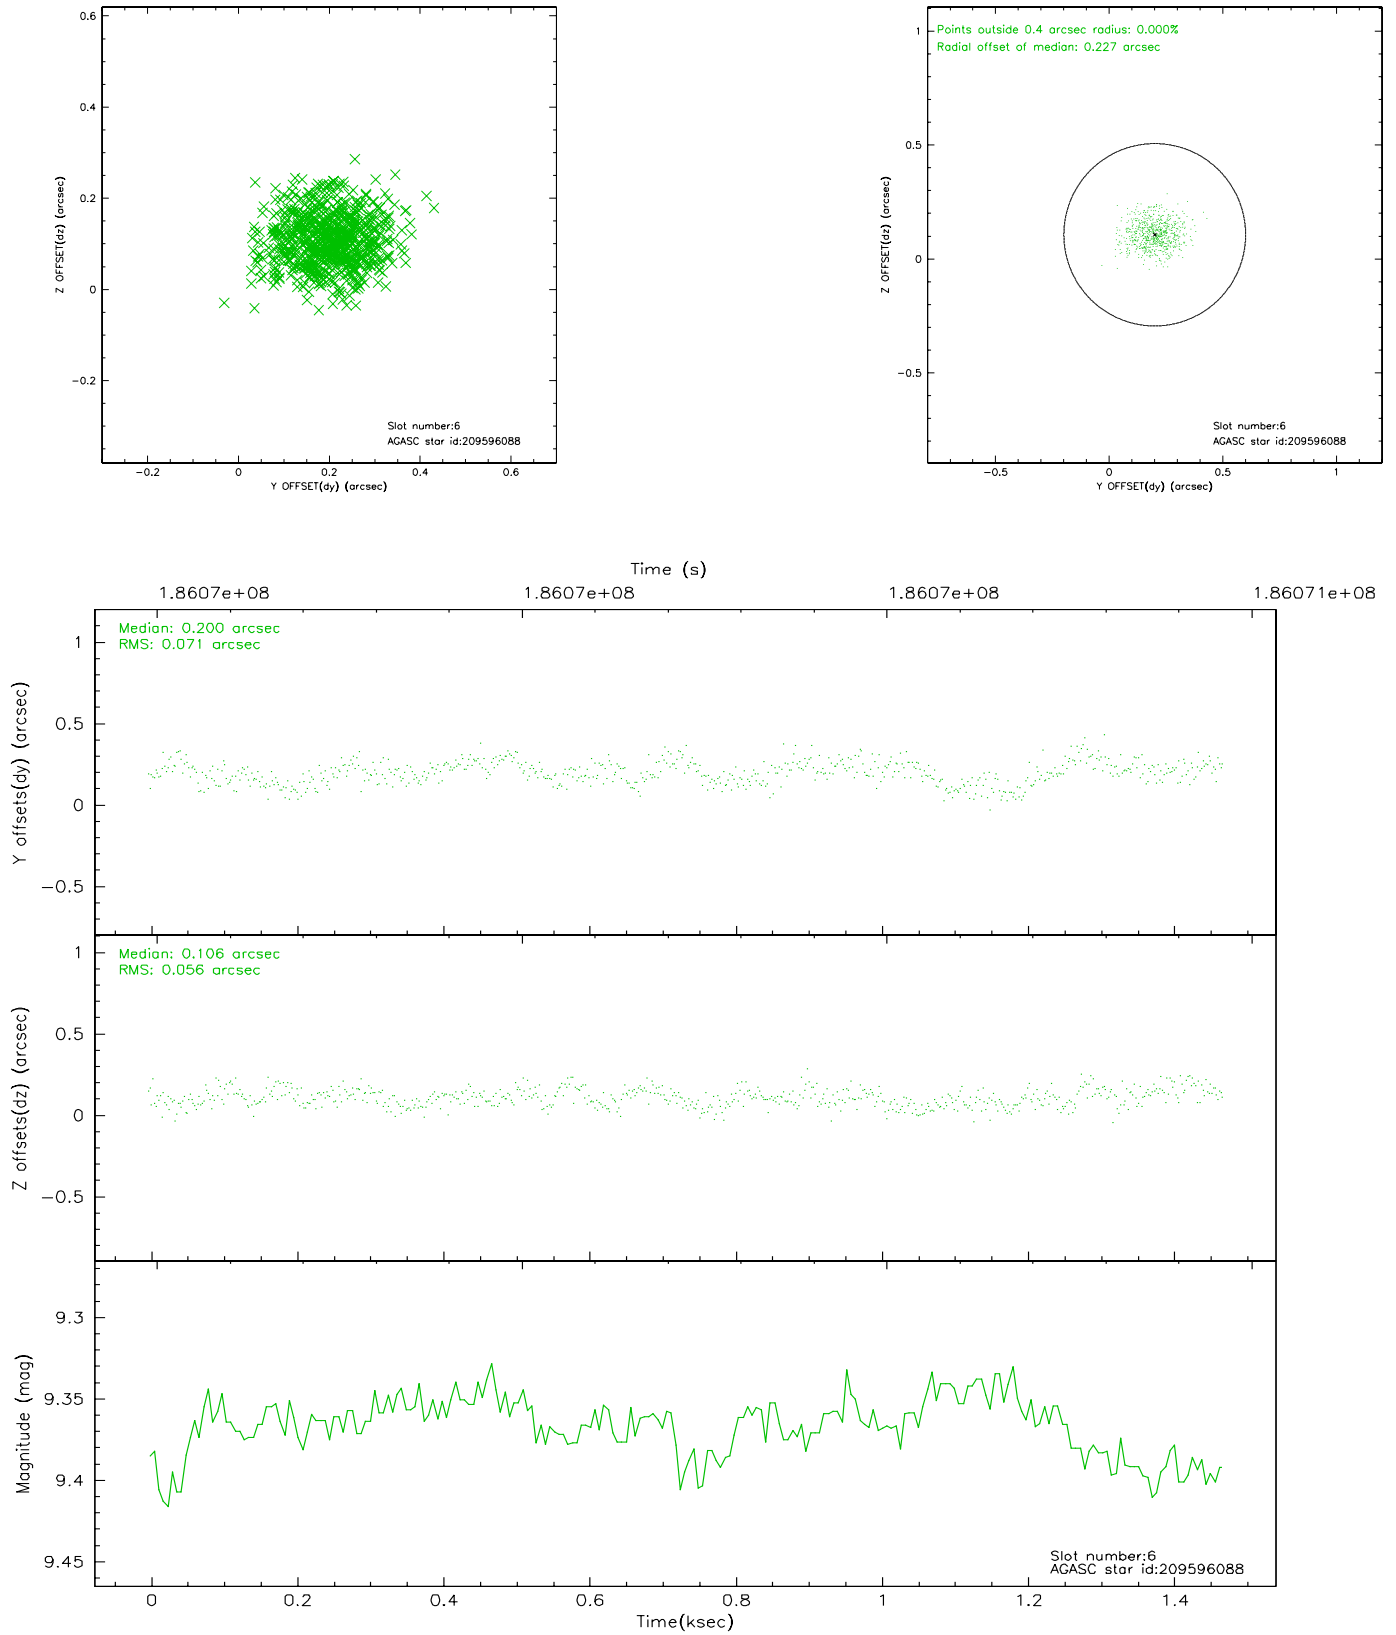 0.6
0.4
0.2
0
−0.2
Z OFFSET(dz) (arcsec)
Slot number:6
AGASC star id:209596088
−0.2 0 0.2 0.4 0.6
Y OFFSET(dy) (arcsec)
Points outside 0.4 arcsec radius: 0.000%
Radial offset of median: 0.227 arcsec
1
0.5
0
−0.5
Z OFFSET(dz) (arcsec)
Slot number:6
AGASC star id:209596088
−0.5 0 0.5 1
Y OFFSET(dy) (arcsec)
Time (s)
1.8607e+08 1.8607e+08 1.8607e+08 1.86071e+08
Median: 0.200 arcsec
RMS: 0.071 arcsec
1
0.5
0
−0.5
Y offsets(dy) (arcsec)
Median: 0.106 arcsec
RMS: 0.056 arcsec
1
0.5
0
−0.5
Z offsets(dz) (arcsec)
9.3
9.35
9.4
9.45
Magnitude (mag)
Slot number:6
AGASC star id:209596088
0 0.2 0.4 0.6 0.8 1 1.2 1.4
Time(ksec)